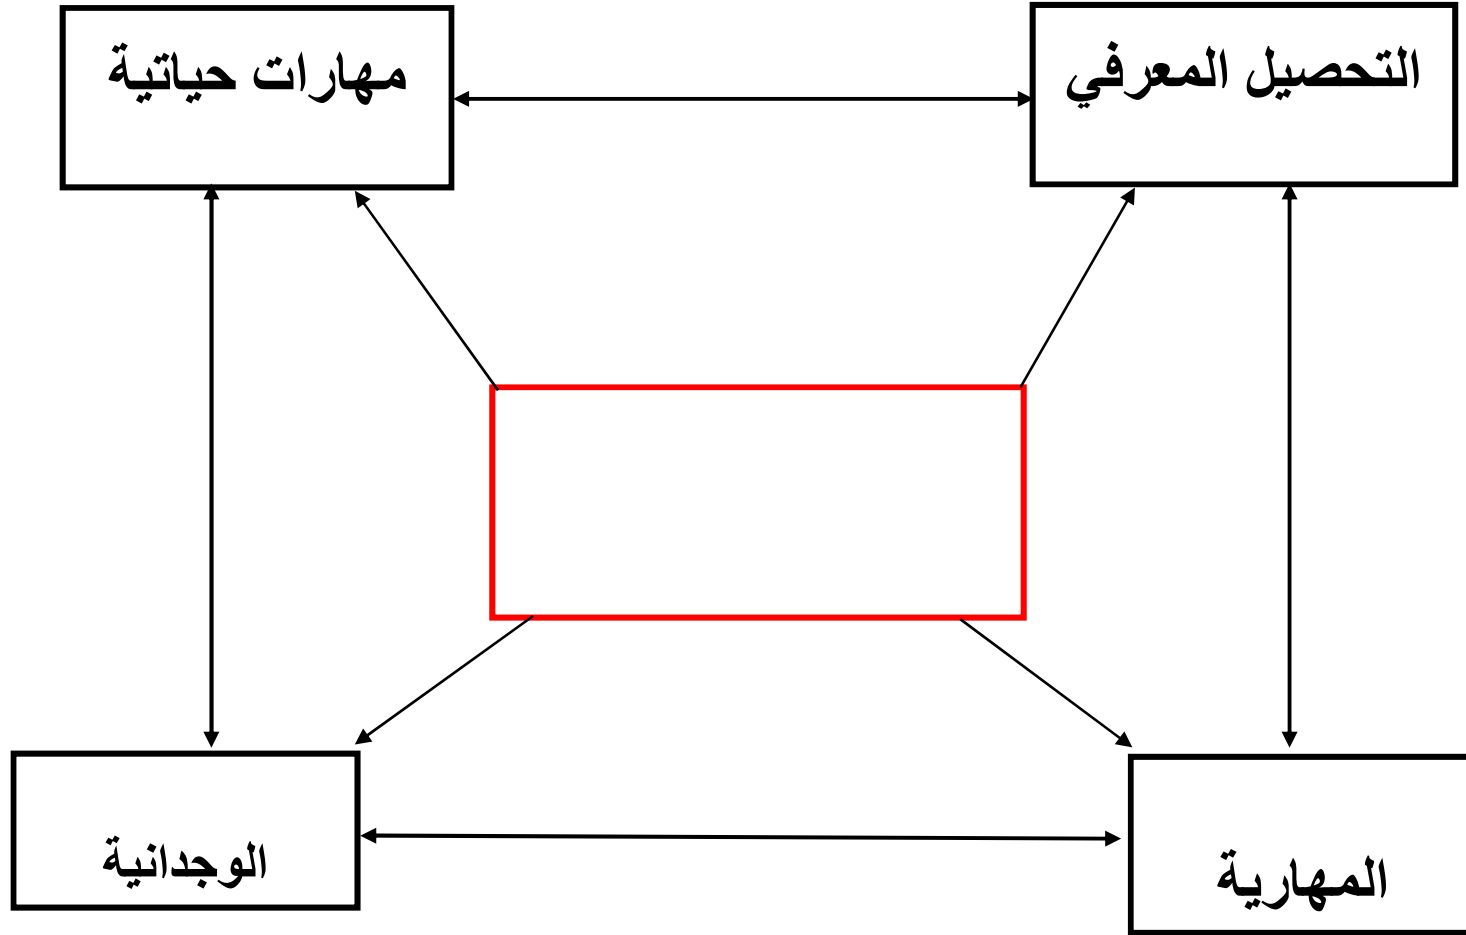 التحصيل المعرفي
مهارات حياتية
المهارية
الوجدانية